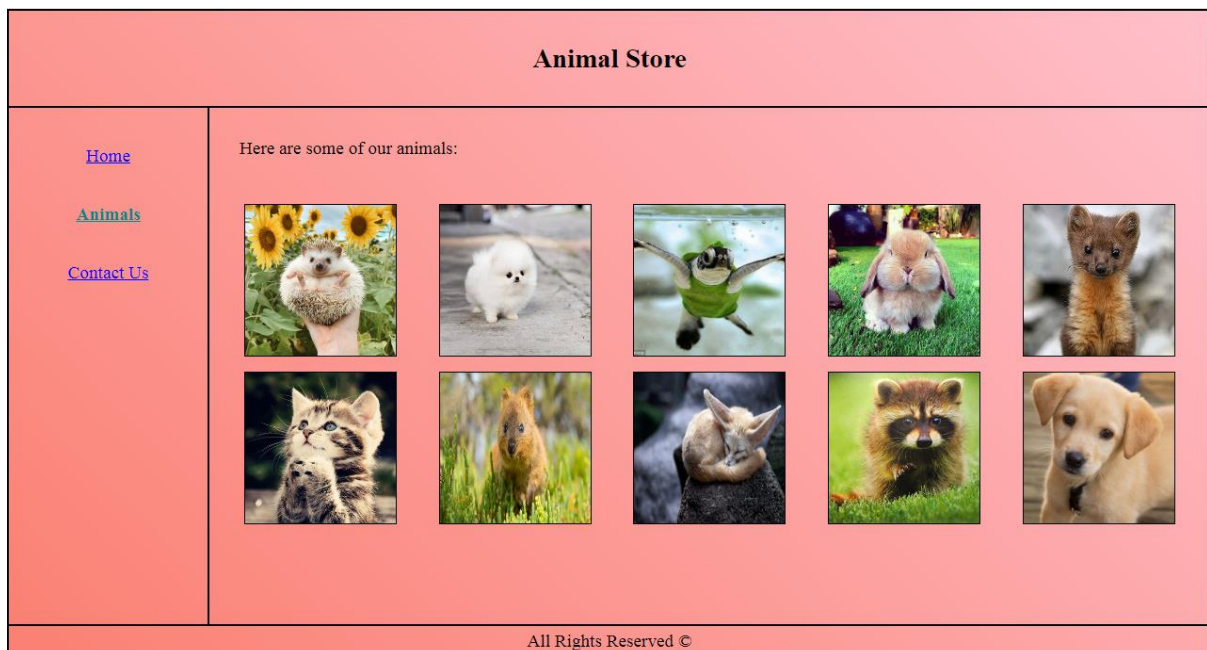 Animal Store
Home
Animals
Contact Us
Here are some of our animals:
All Rights Reserved ©